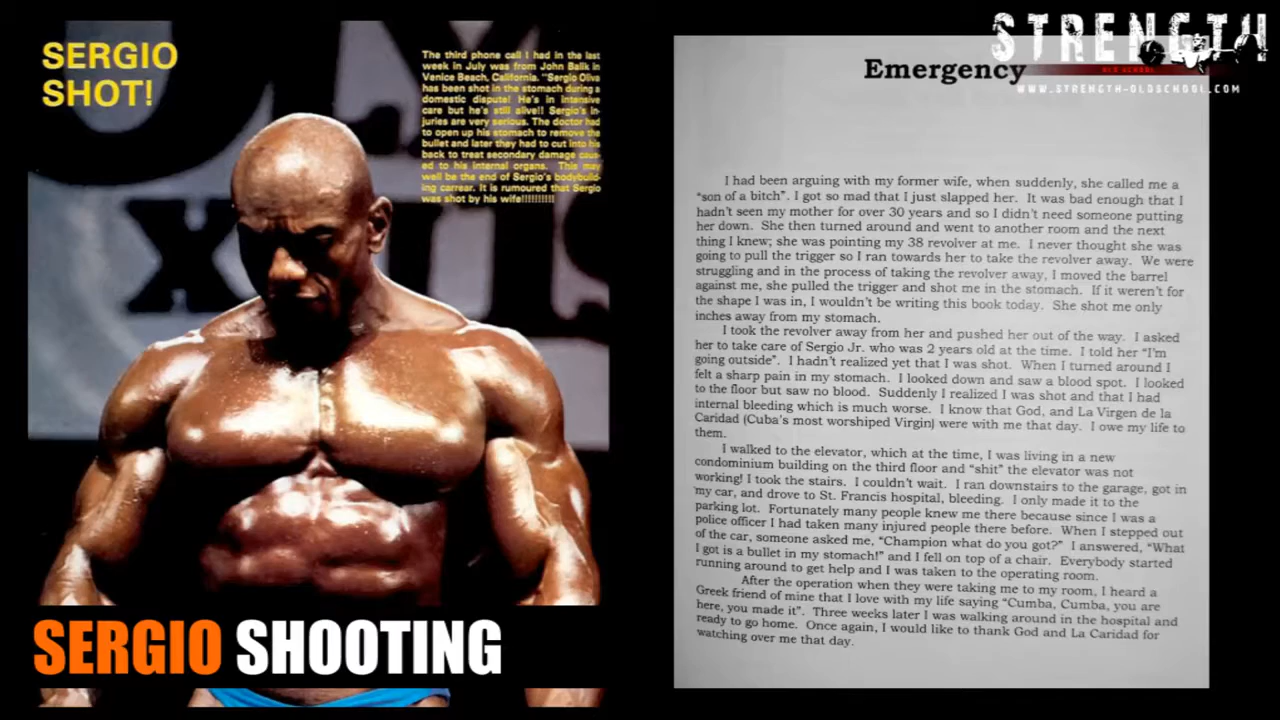 SERGIO
SHOT!
The third phone call I had in the last
week in July was from John Balik in
Venice Beach, California. "Sergio Oliva
has been shot in the stomach during a
domestic dispute! He's in intensive
care but he's still alive!! Sergio's in-
juries are very serious. The doctor had
to open up his stomach to remove the
bullet and later they had to cut into his
back to treat secondary damage caus-
ed to his internal organs. This may
well be the end of Sergio's bodybuild-
ing carrear. It is rumoured that Sergio
was shot by his wife!!!!!!!!!!
SERGIO SHOOTING
STRENGTH
OLD SCHOOL
WWW.STRENGTH-OLDSCHOOL.COM
Emergency
I had been arguing with my former wife, when suddenly, she called me a
"son of a bitch". I got so mad that I just slapped her. It was bad enough that I
hadn't seen my mother for over 30 years and so I didn't need someone putting
her down. She then turned around and went to another room and the next
thing I knew; she was pointing my 38 revolver at me. I never thought she was
going to pull the trigger so I ran towards her to take the revolver away. We were
struggling and in the process of taking the revolver away, I moved the barrel
against me, she pulled the trigger and shot me in the stomach. If it weren't for
the shape I was in, I wouldn't be writing this book today. She shot me only
inches away from my stomach.
I took the revolver away from her and pushed her out of the way. I asked
her to take care of Sergio Jr. who was 2 years old at the time. I told her "I'm
going outside". I hadn't realized yet that I was shot. When I turned around I
felt a sharp pain in my stomach. I looked down and saw a blood spot. I looked
to the floor but saw no blood. Suddenly I realized I was shot and that I had
internal bleeding which is much worse. I know that God, and La Virgen de la
Caridad (Cuba's most worshiped Virgin) were with me that day. I owe my life to
them.
I walked to the elevator, which at the time, I was living in a new
condominium building on the third floor and "shit" the elevator was not
working! I took the stairs. I couldn't wait. I ran downstairs to the garage, got in
my car, and drove to St. Francis hospital, bleeding. I only made it to the
parking lot. Fortunately many people knew me there because since I was a
police officer I had taken many injured people there before. When I stepped out
of the car, someone asked me, "Champion what do you got?" I answered, "What
I got is a bullet in my stomach!" and I fell on top of a chair. Everybody started
running around to get help and I was taken to the operating room.
After the operation when they were taking me to my room, I heard a
Greek friend of mine that I love with my life saying "Cumba, Cumba, you are
here, you made it". Three weeks later I was walking around in the hospital and
ready to go home. Once again, I would like to thank God and La Caridad for
watching over me that day.